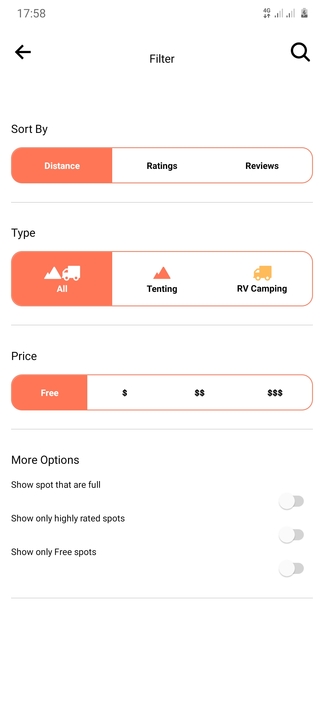 17:58
4G
Filter
Sort By
Distance Ratings Reviews
Type
All Tenting RV Camping
Price
Free $ $$ $$$
More Options
Show spot that are full
Show only highly rated spots
Show only Free spots